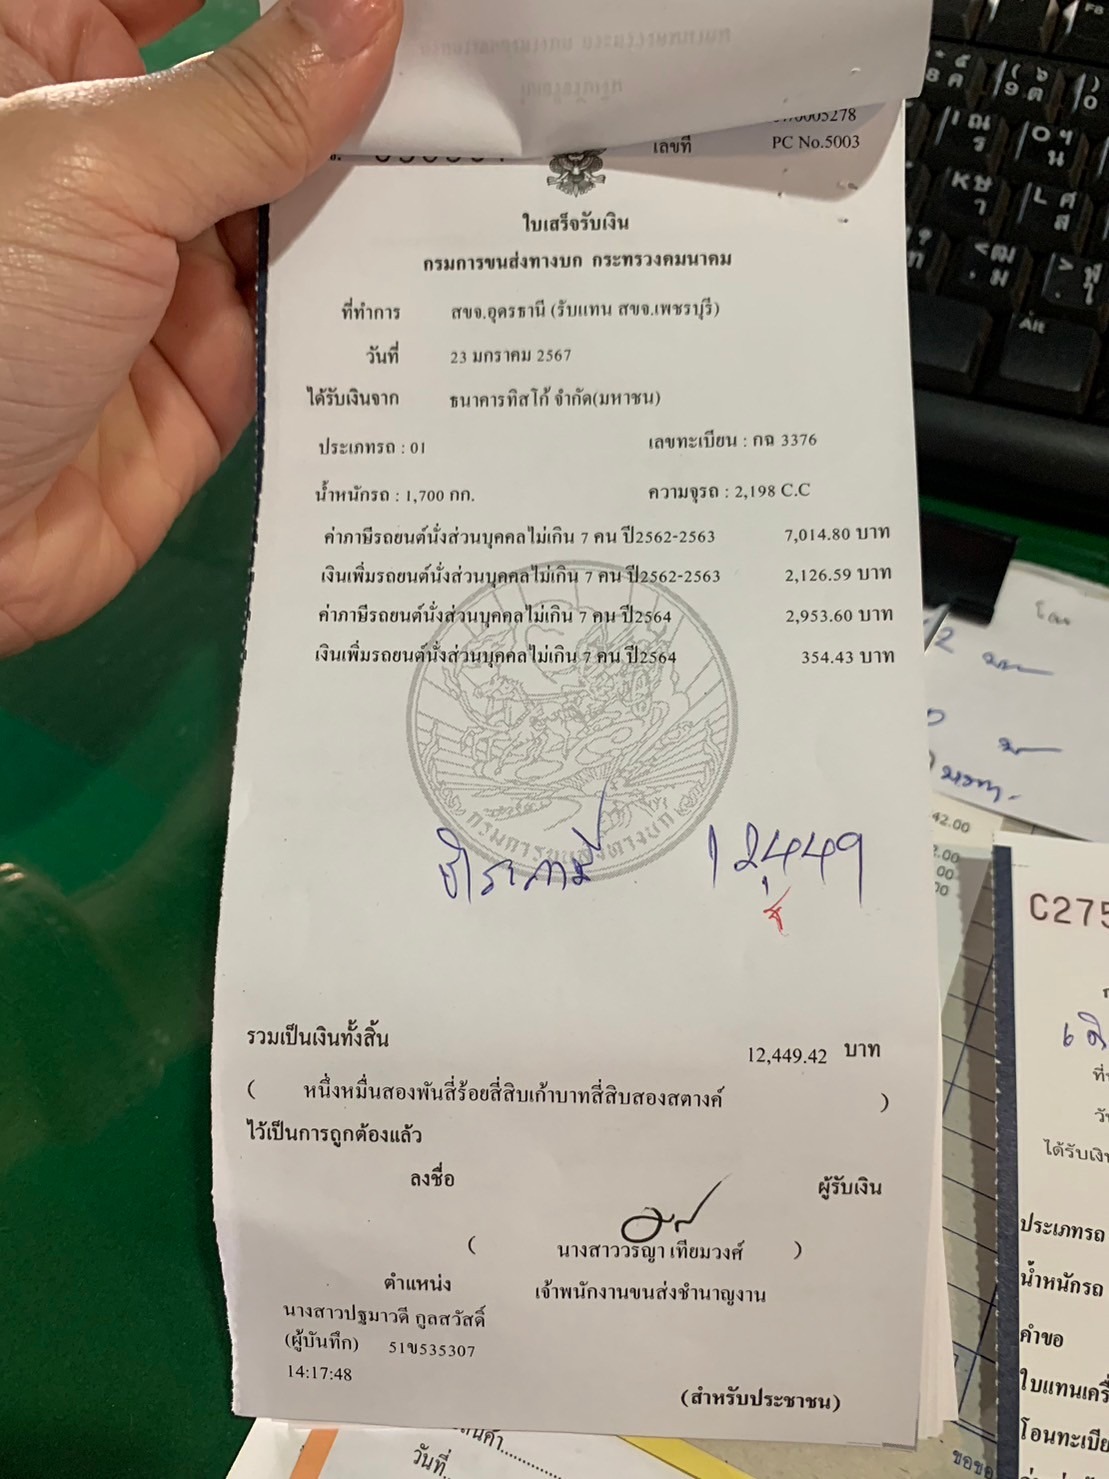 เลขที่
PC No.5003
ใบเสร็จรับเงิน
กรมการขนส่งทางบก กระทรวงคมนาคม
ที่ทำการ สขจ.อุดรธานี (รับแทน สขจ.เพชรบุรี)
วันที่ 23 มกราคม 2567
ได้รับเงินจาก ธนาคารทิสโก้ จำกัด(มหาชน)
ประเภทรถ : 01 เลขทะเบียน : กฉ 3376
น้ำหนักรถ : 1,700 กก. ความจุรถ : 2,198 C.C
ค่าภาษีรถยนต์นั่งส่วนบุคคลไม่เกิน 7 คน ปี2562-2563 7,014.80 บาท
เงินเพิ่มรถยนต์นั่งส่วนบุคคลไม่เกิน 7 คน ปี2562-2563 2,126.59 บาท
ค่าภาษีรถยนต์นั่งส่วนบุคคลไม่เกิน 7 คน ปี2564 2,953.60 บาท
เงินเพิ่มรถยนต์นั่งส่วนบุคคลไม่เกิน 7 คน ปี2564 354.43 บาท
กรมการขนส่งทางบก
ชำระภาษี 12,449
รวมเป็นเงินทั้งสิ้น 12,449.42 บาท
( หนึ่งหมื่นสองพันสี่ร้อยสี่สิบเก้าบาทสี่สิบสองสตางค์ )
ไว้เป็นการถูกต้องแล้ว
ลงชื่อ ผู้รับเงิน
( นางสาววรญา เทียมวงศ์ )
ตำแหน่ง เจ้าพนักงานขนส่งชำนาญงาน
นางสาวปฐมาวดี กูลสวัสดิ์
(ผู้บันทึก) 51ข535307
14:17:48
(สำหรับประชาชน)
วันที่
C275
ได้รับเงิน
ประเภทรถ
น้ำหนักรถ
คำขอ
Alt